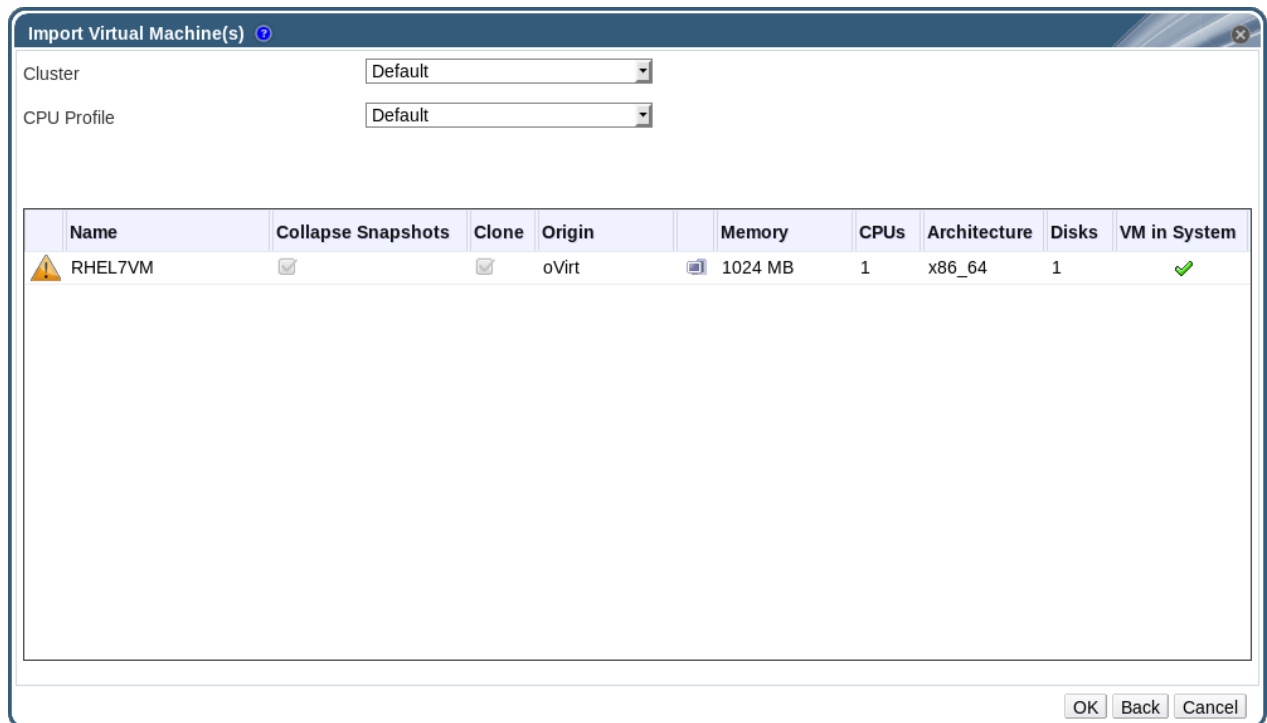 Import Virtual Machine(s) ?
Cluster Default
CPU Profile Default
Name Collapse Snapshots Clone Origin Memory CPUs Architecture Disks VM in System
RHEL7VM oVirt 1024 MB 1 x86_64 1
OK Back Cancel